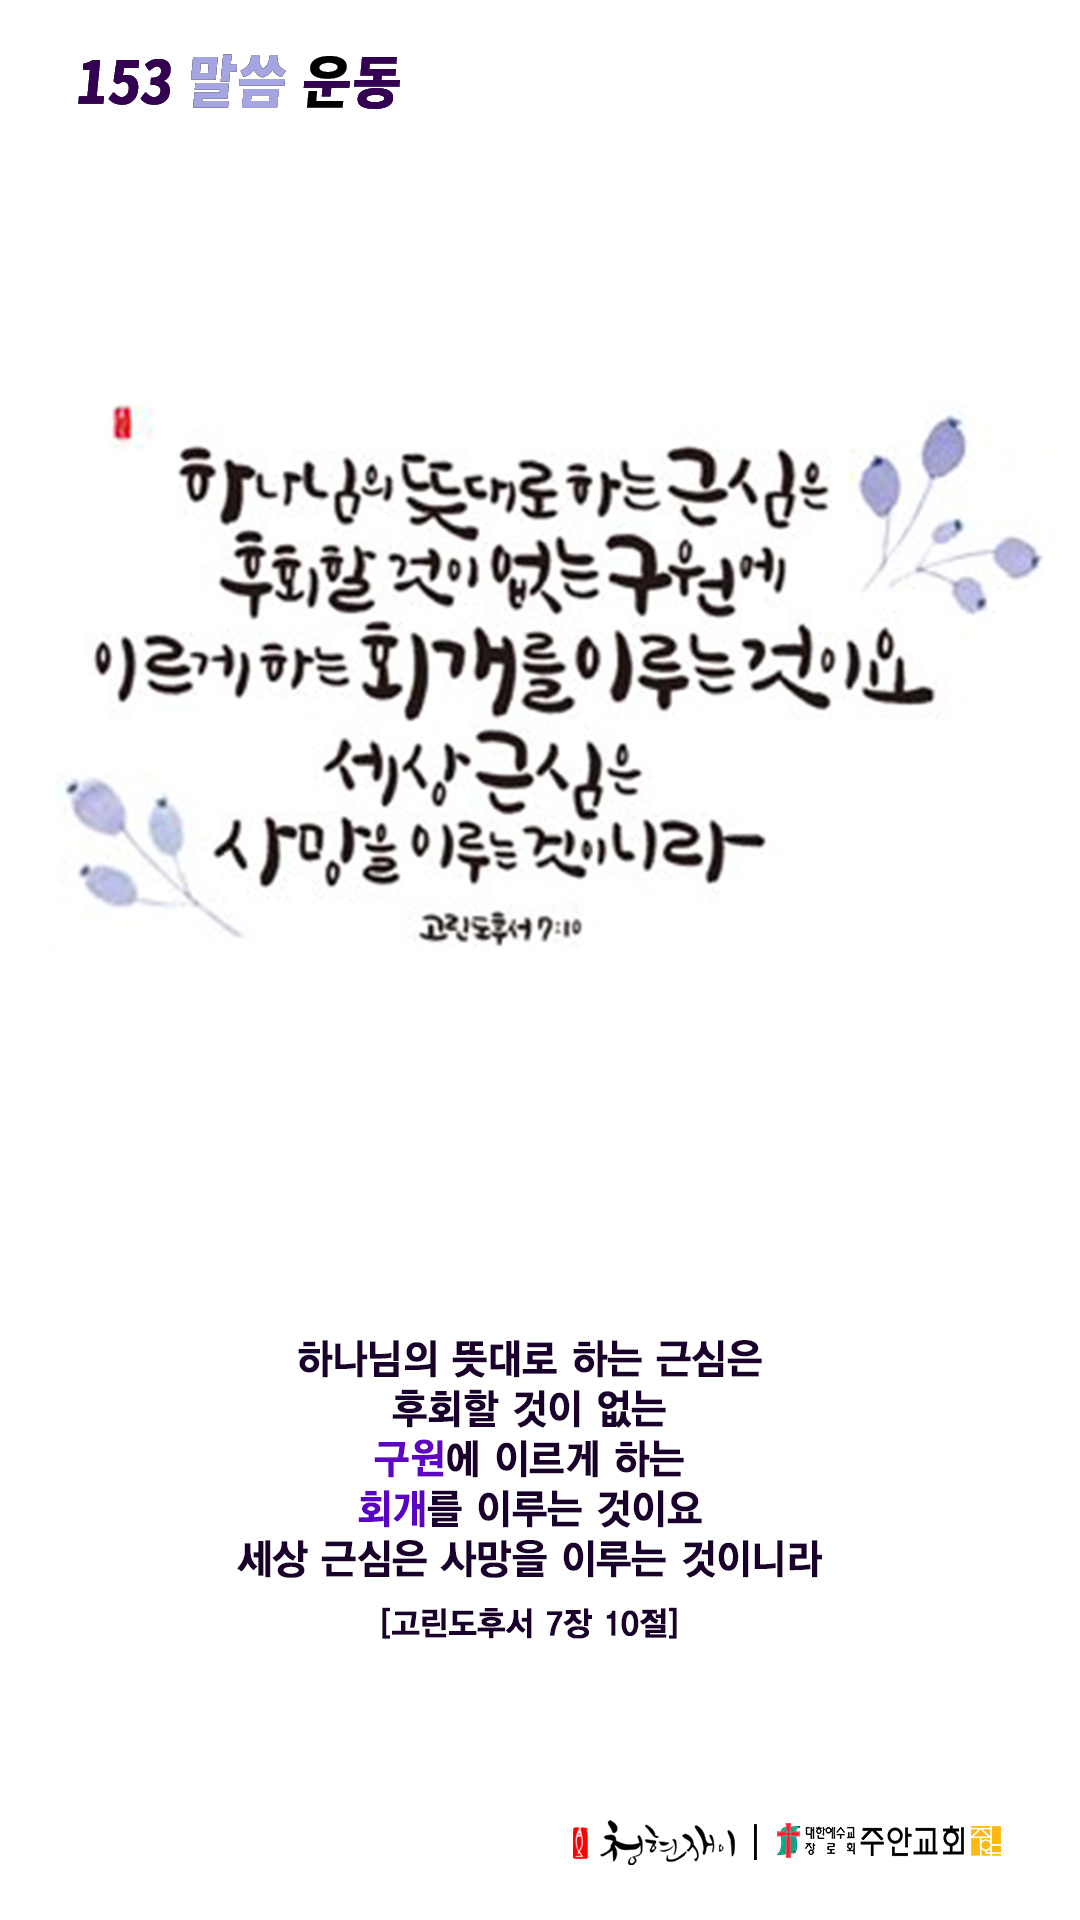 153 말씀 운동
하나님의 뜻대로 하는 근심은
후회할 것이 없는 구원에
이르게 하는 회개를 이루는 것이요
세상 근심은
사망을 이루는 것이니라
고린도후서 7:10
하나님의 뜻대로 하는 근심은
후회할 것이 없는
구원에 이르게 하는
회개를 이루는 것이요
세상 근심은 사망을 이루는 것이니라
[고린도후서 7장 10절]
청현재이 | 대한예수교
장로회 주안교회